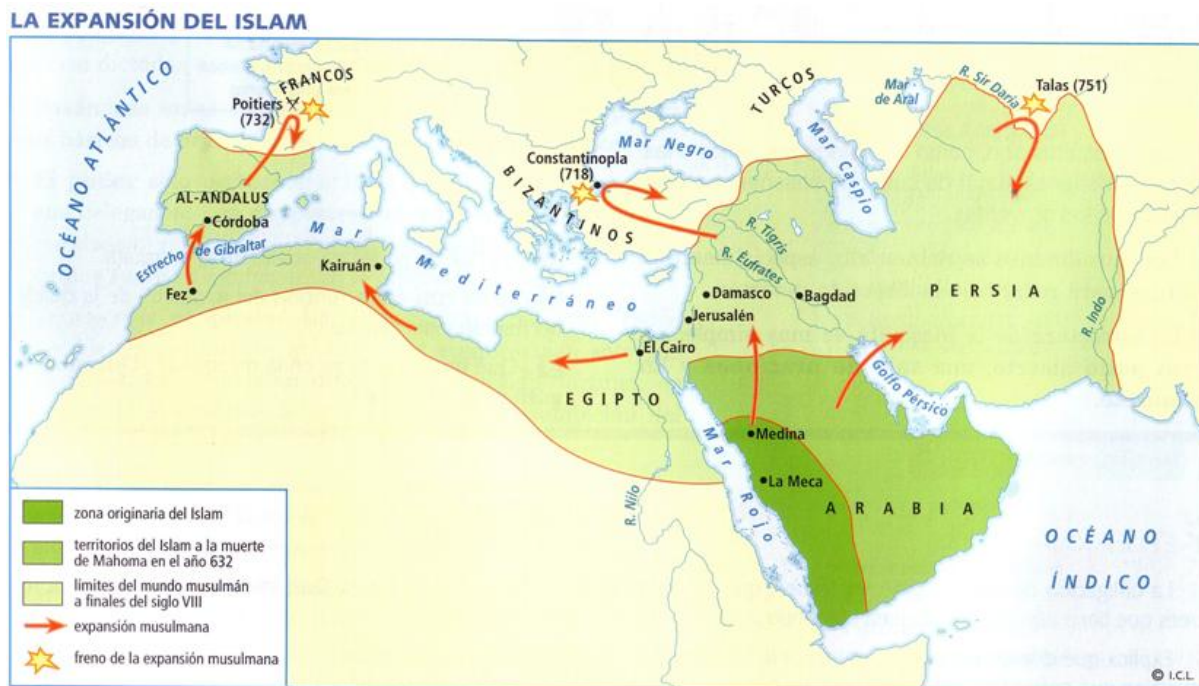 LA EXPANSIÓN DEL ISLAM
OCÉANO ATLÁNTICO
FRANCOS
Poitiers
(732)
AL-ANDALUS
Córdoba
Estrecho de Gibraltar
Fez
Kairuán
Mar Mediterráneo
Constantinopla
(718)
BIZANTINOS
Mar Negro
TURCOS
Mar
de Aral
R. Sir Daria
Talas (751)
Mar Caspio
R. Tigris
R. Éufrates
Damasco
Bagdad
Jerusalén
PERSIA
R. Indo
El Cairo
EGIPTO
Golfo Pérsico
Medina
La Meca
Mar Rojo
ARABIA
R. Nilo
OCÉANO
ÍNDICO
zona originaria del Islam
territorios del Islam a la muerte
de Mahoma en el año 632
límites del mundo musulmán
a finales del siglo VIII
expansión musulmana
freno de la expansión musulmana
© I.C.L.